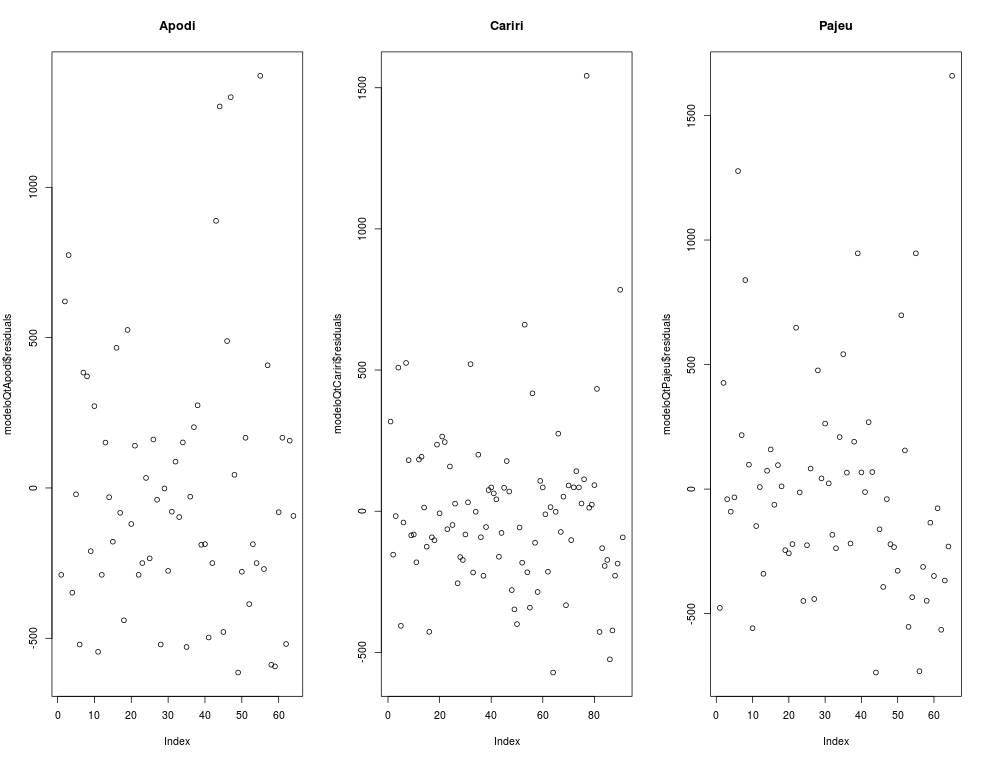 Apodi
modeloQtApodi$residuals
1000
500
0
-500
0 10 20 30 40 50 60
Index
Cariri
modeloQtCariri$residuals
1500
1000
500
0
-500
0 20 40 60 80
Index
Pajeu
modeloQtPajeu$residuals
1500
1000
500
0
-500
0 10 20 30 40 50 60
Index